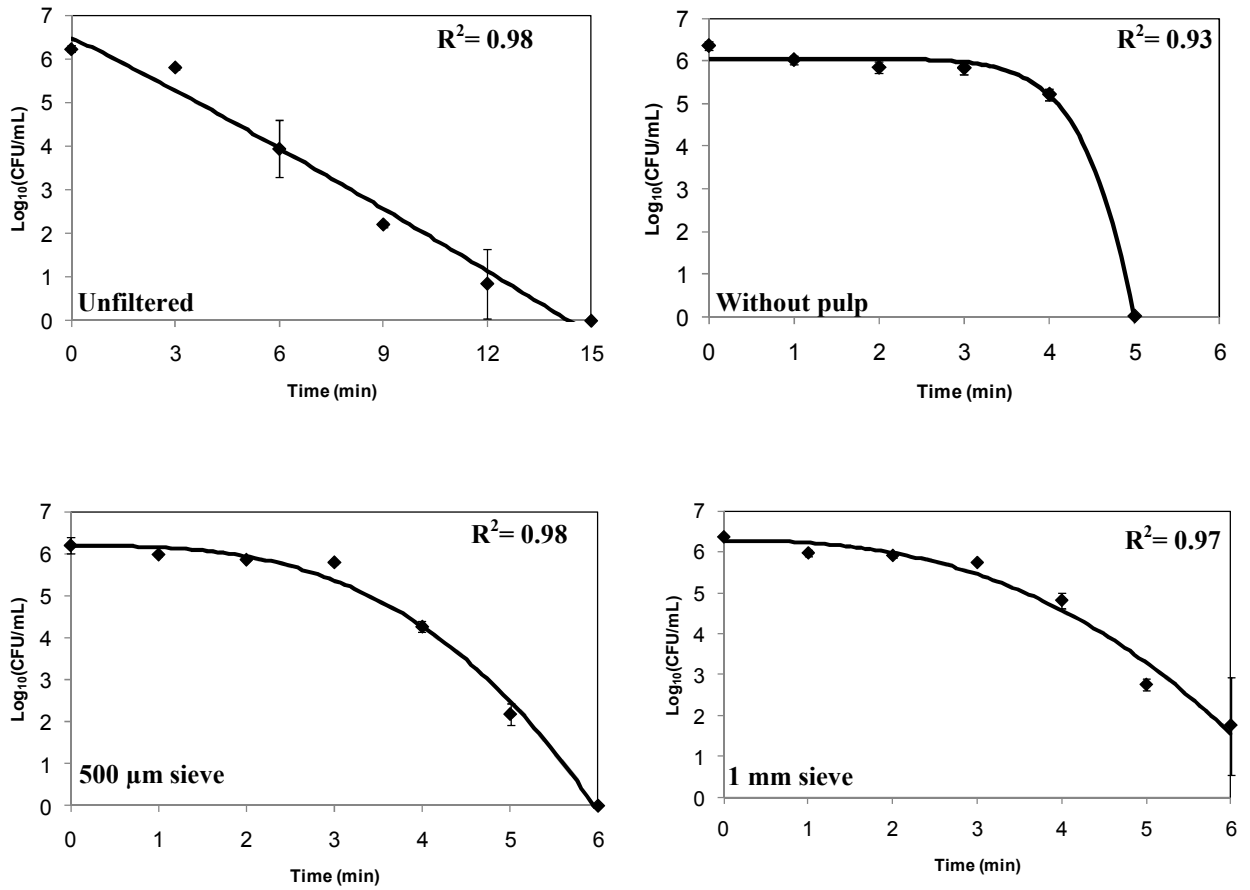 R²= 0.98
Log₁₀(CFU/mL)
7
6
5
4
3
2
1
0
Unfiltered
0 3 6 9 12 15
Time (min)
R²= 0.93
Log₁₀(CFU/mL)
7
6
5
4
3
2
1
0
Without pulp
0 1 2 3 4 5 6
Time (min)
R²= 0.98
Log₁₀(CFU/mL)
7
6
5
4
3
2
1
0
500 µm sieve
0 1 2 3 4 5 6
Time (min)
R²= 0.97
Log₁₀(CFU/mL)
7
6
5
4
3
2
1
0
1 mm sieve
0 1 2 3 4 5 6
Time (min)